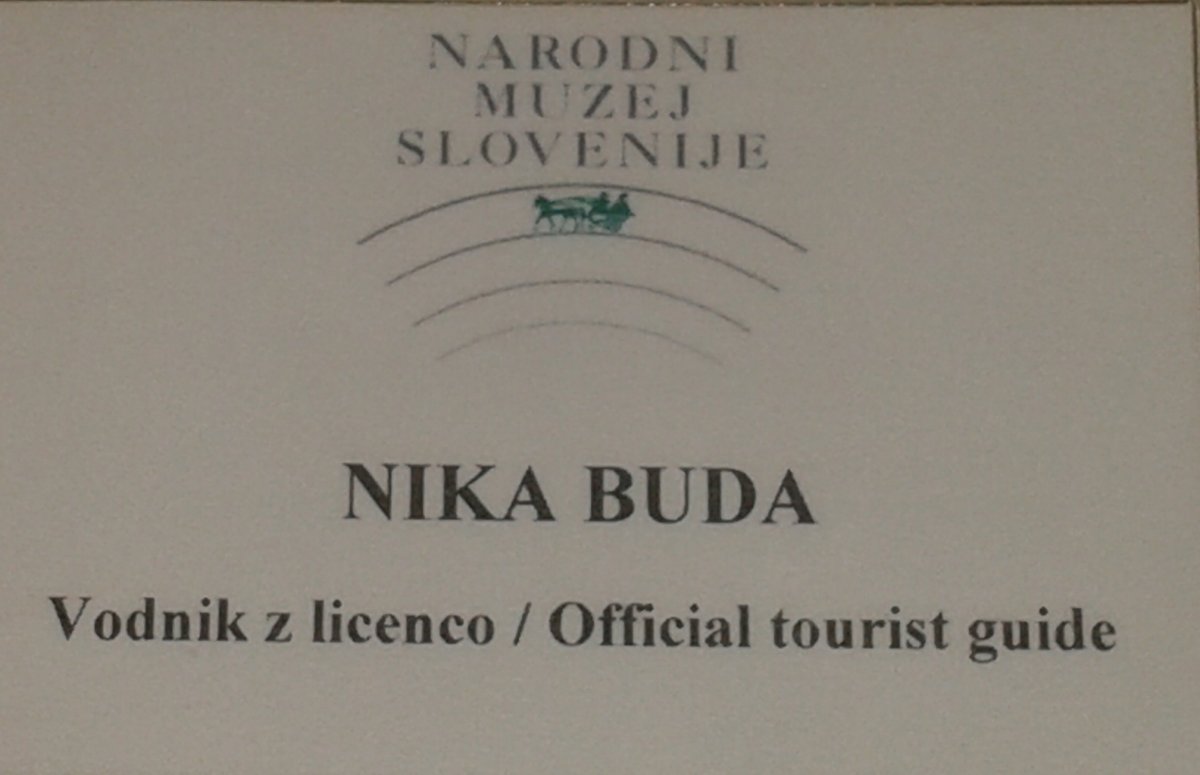 NARODNI
MUZEJ
SLOVENIJE
NIKA BUDA
Vodnik z licenco / Official tourist guide